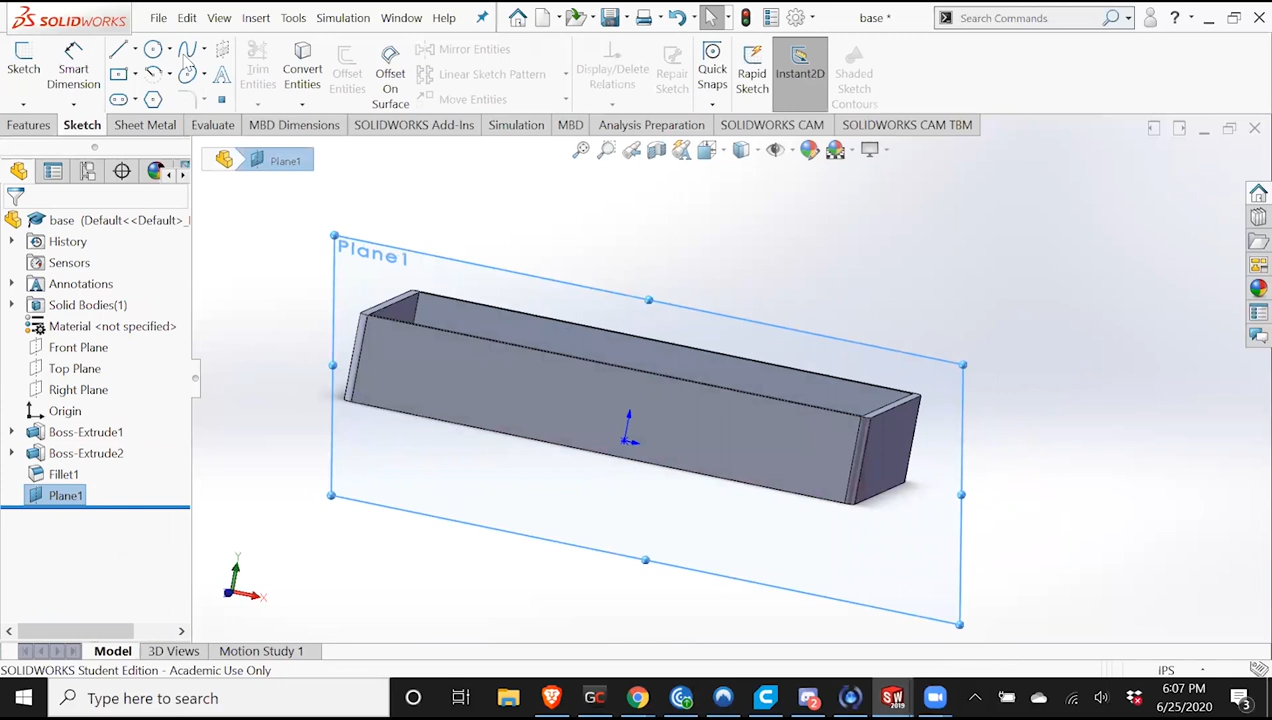 SOLIDWORKS File Edit View Insert Tools Simulation Window Help base * Search Commands
Sketch Smart Dimension Trim Entities Convert Entities Offset Entities Offset On Surface Mirror Entities Linear Sketch Pattern Move Entities Display/Delete Relations Repair Sketch Quick Snaps Rapid Sketch Instant2D Shaded Sketch Contours
Features Sketch Sheet Metal Evaluate MBD Dimensions SOLIDWORKS Add-Ins Simulation MBD Analysis Preparation SOLIDWORKS CAM SOLIDWORKS CAM TBM
Plane1
base (Default<<Default>_
History
Sensors
Annotations
Solid Bodies(1)
Material <not specified>
Front Plane
Top Plane
Right Plane
Origin
Boss-Extrude1
Boss-Extrude2
Fillet1
Plane1
Plane1
Y
X
Model 3D Views Motion Study 1
SOLIDWORKS Student Edition - Academic Use Only IPS
Type here to search GC SW 2019 2 6:07 PM
6/25/2020 3